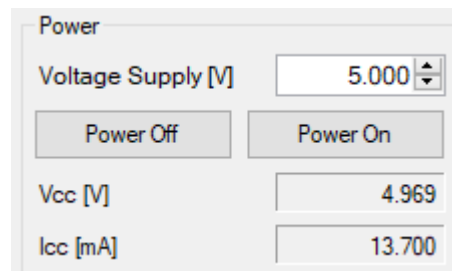 Power
Voltage Supply [V] 5.000
Power Off Power On
Vcc [V] 4.969
Icc [mA] 13.700